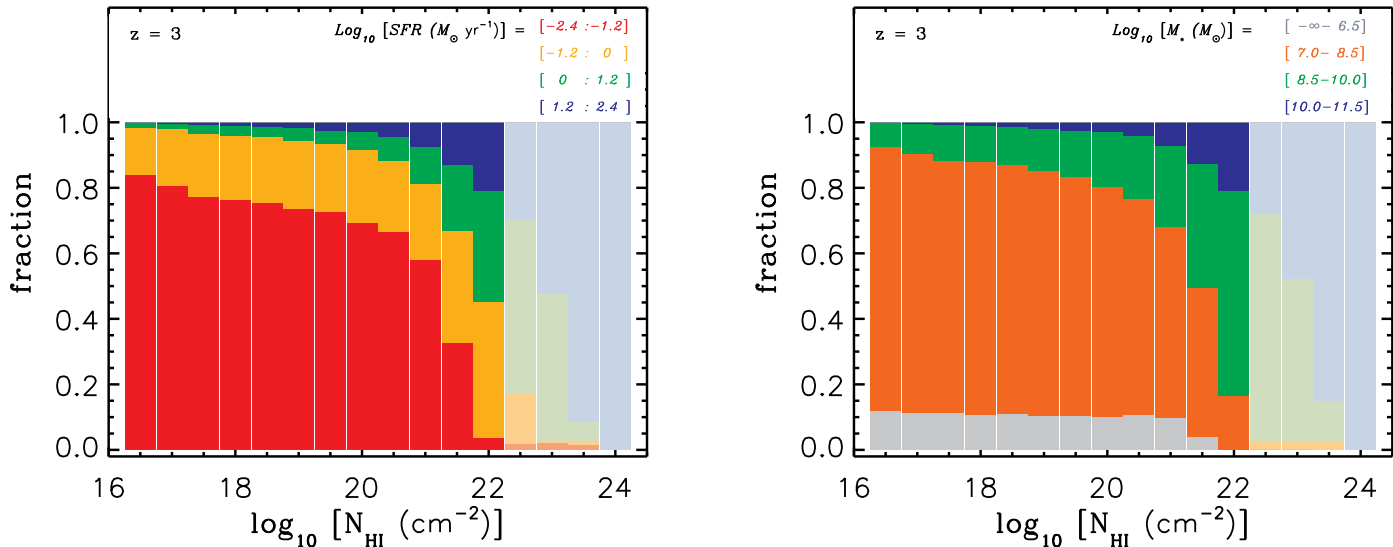 z = 3 Log₁₀ [SFR (M⊙ yr⁻¹)] = [-2.4 :-1.2]
[-1.2 : 0]
[ 0 : 1.2]
[ 1.2 : 2.4]
1.0
0.8
0.6
0.4
0.2
0.0
fraction
16 18 20 22 24
log₁₀ [N_HI (cm⁻²)]
z = 3 Log₁₀ [M⋆ (M⊙)] = [ -∞- 6.5]
[ 7.0- 8.5]
[ 8.5-10.0]
[10.0-11.5]
1.0
0.8
0.6
0.4
0.2
0.0
fraction
16 18 20 22 24
log₁₀ [N_HI (cm⁻²)]